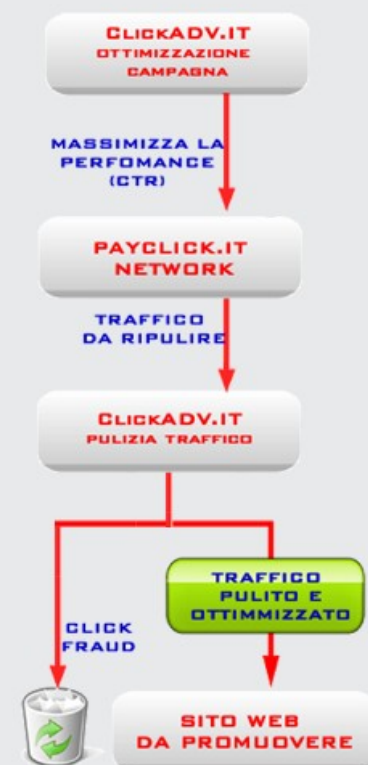 CLICKADV.IT
OTTIMIZZAZIONE
CAMPAGNA
MASSIMIZZA LA
PERFOMANCE
(CTR)
PAYCLICK.IT
NETWORK
TRAFFICO
DA RIPULIRE
CLICKADV.IT
PULIZIA TRAFFICO
CLICK
FRAUD
TRAFFICO
PULITO E
OTTIMMIZZATO
SITO WEB
DA PROMUOVERE